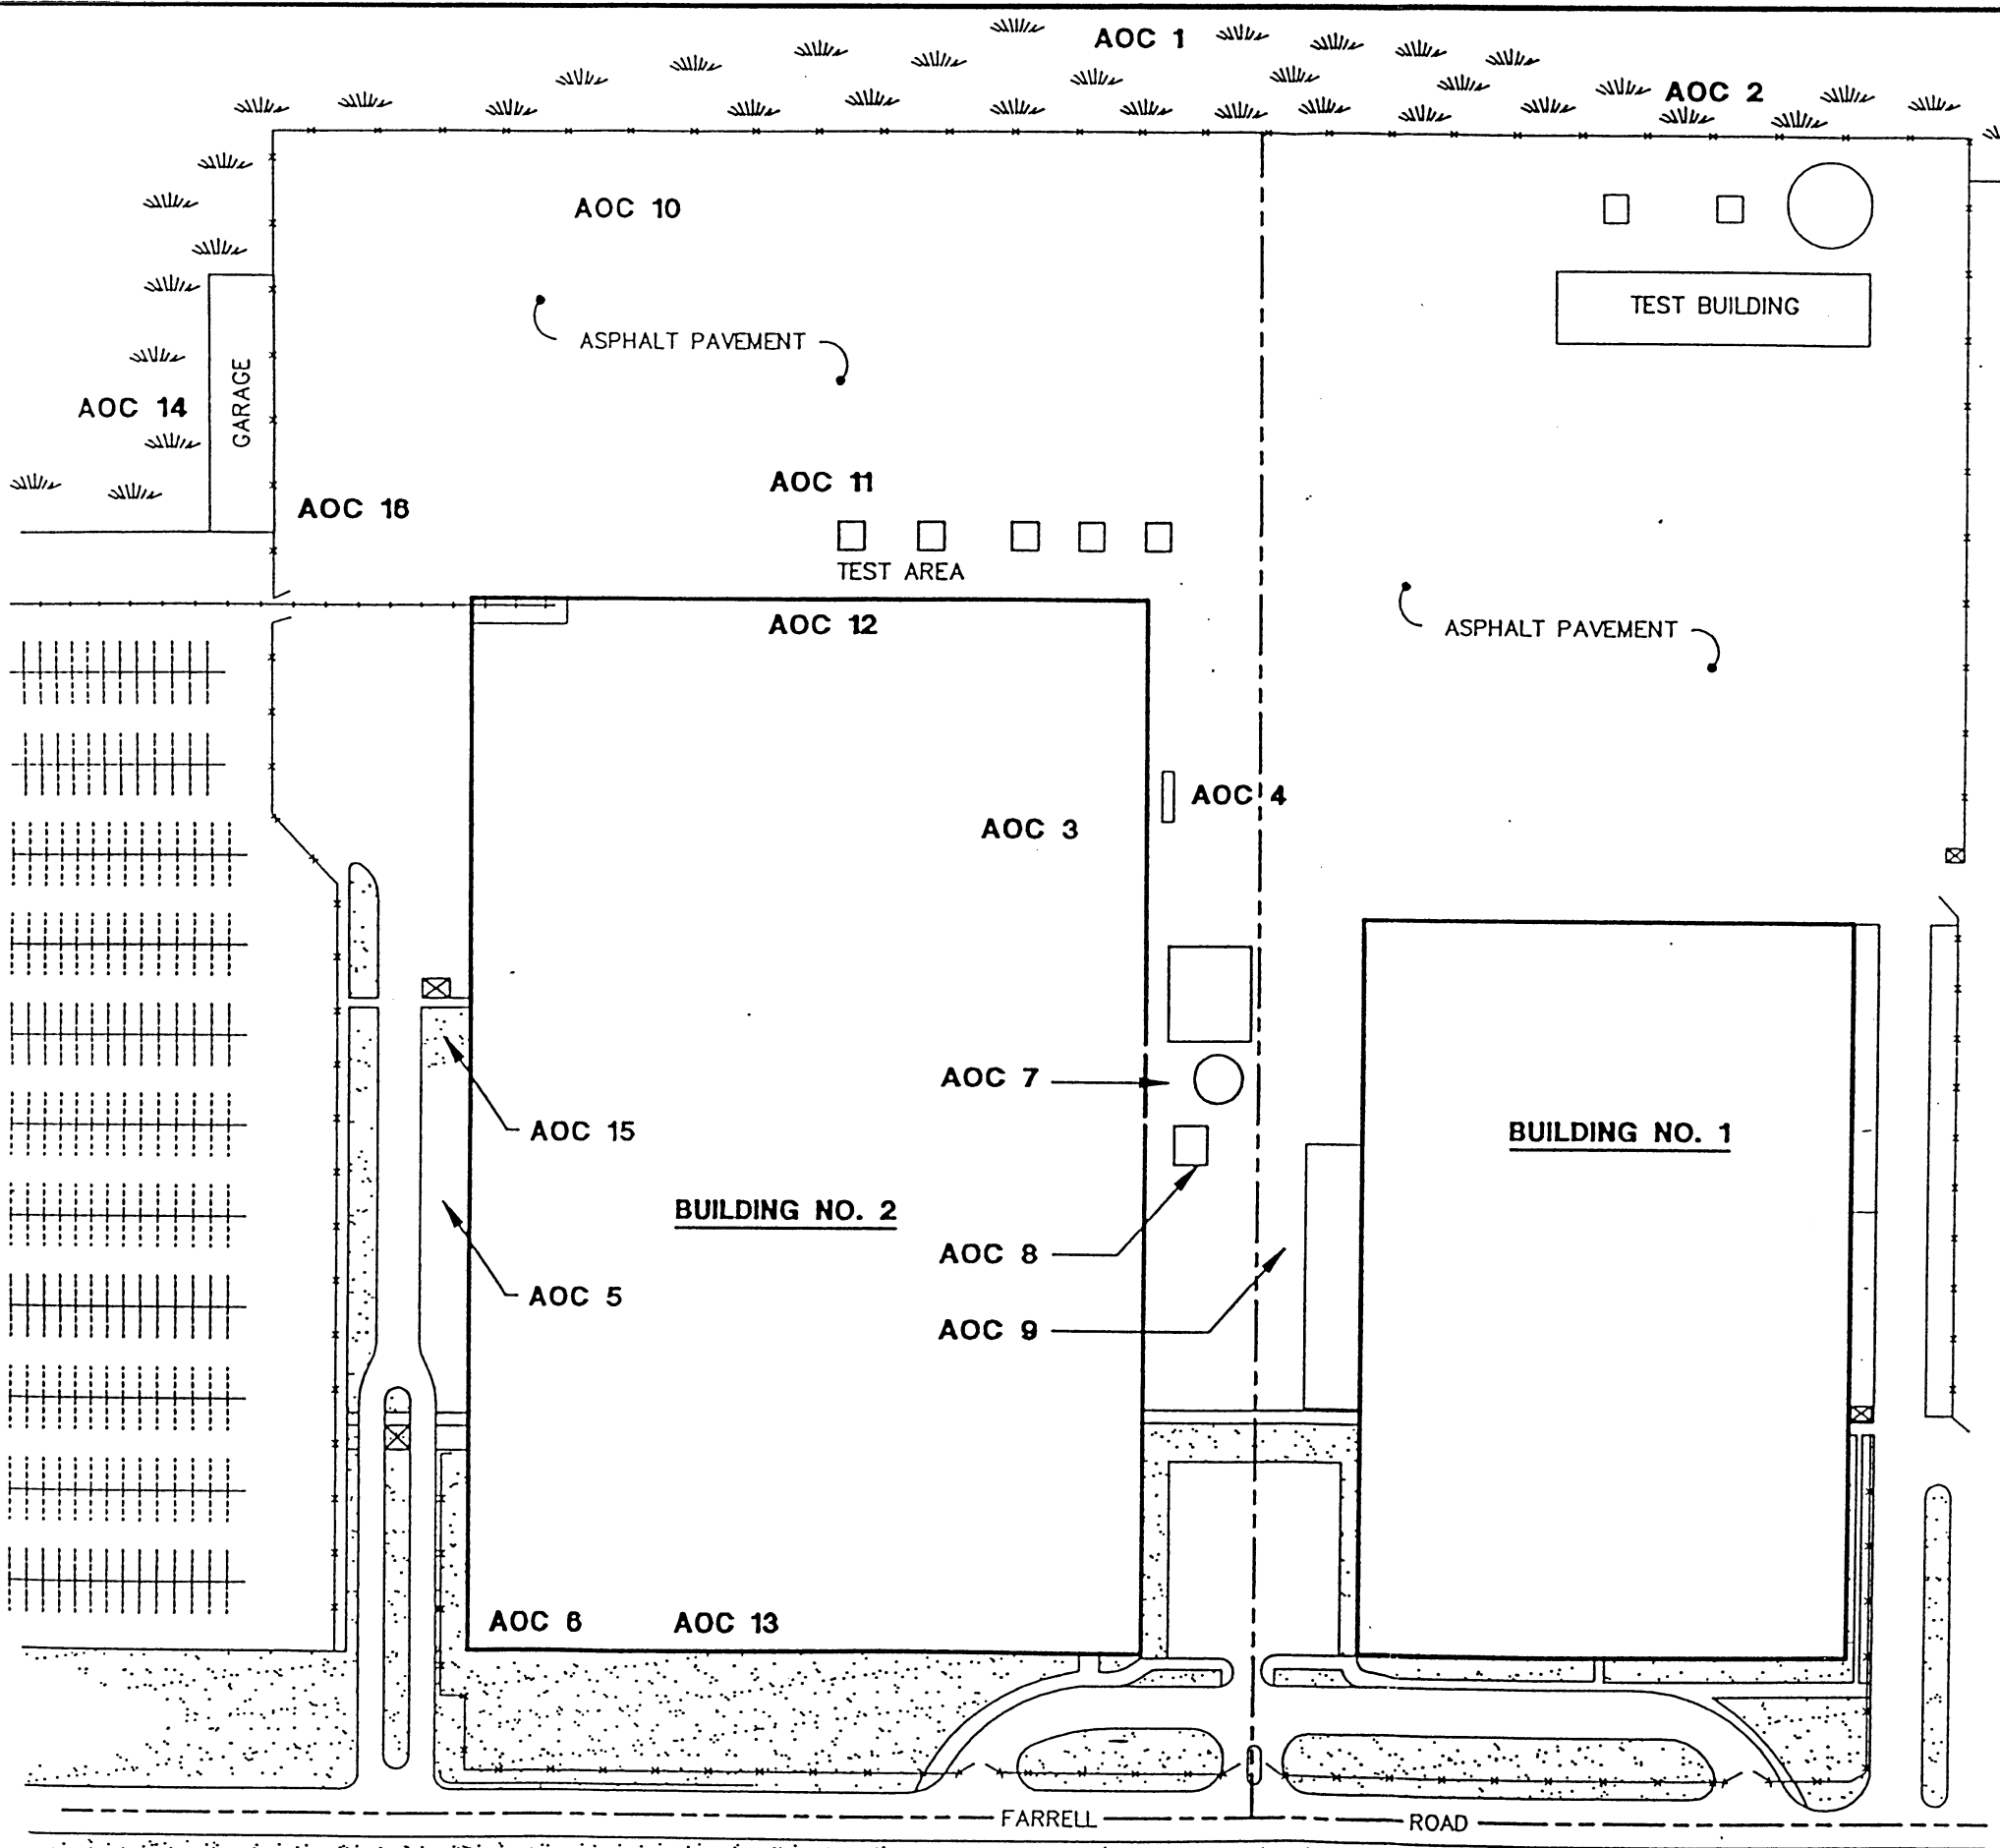 AOC 1
AOC 2
AOC 10
TEST BUILDING
ASPHALT PAVEMENT
GARAGE
AOC 14
AOC 11
AOC 16
TEST AREA
AOC 12
ASPHALT PAVEMENT
AOC 4
AOC 3
AOC 7
AOC 15
BUILDING NO. 1
BUILDING NO. 2
AOC 8
AOC 5
AOC 9
AOC 6
AOC 13
FARRELL ROAD